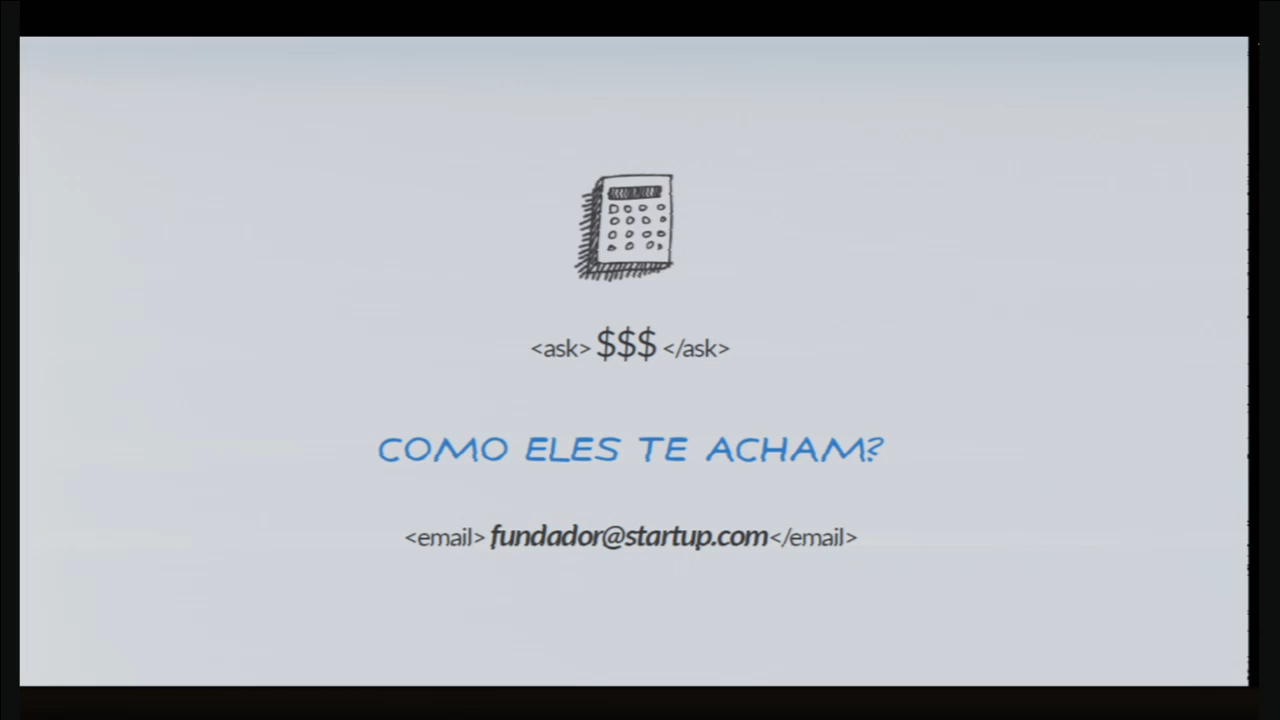 <ask> $$$ </ask>
COMO ELES TE ACHAM?
<email> fundador@startup.com</email>